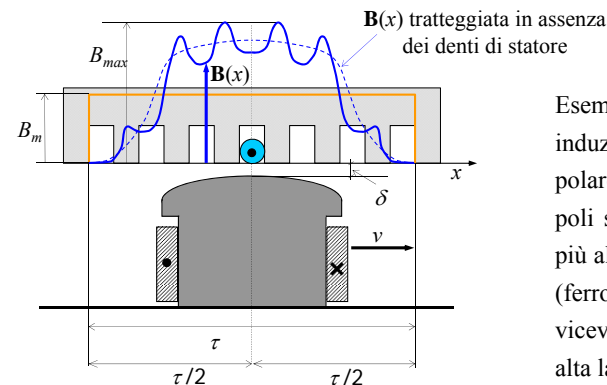 B(x) tratteggiata in assenza
dei denti di statore
B_max
B(x)
B_m
x
δ
v
τ
τ/2
τ/2
Esem
induz
polar
poli s
più al
(ferro
vicev
alta la